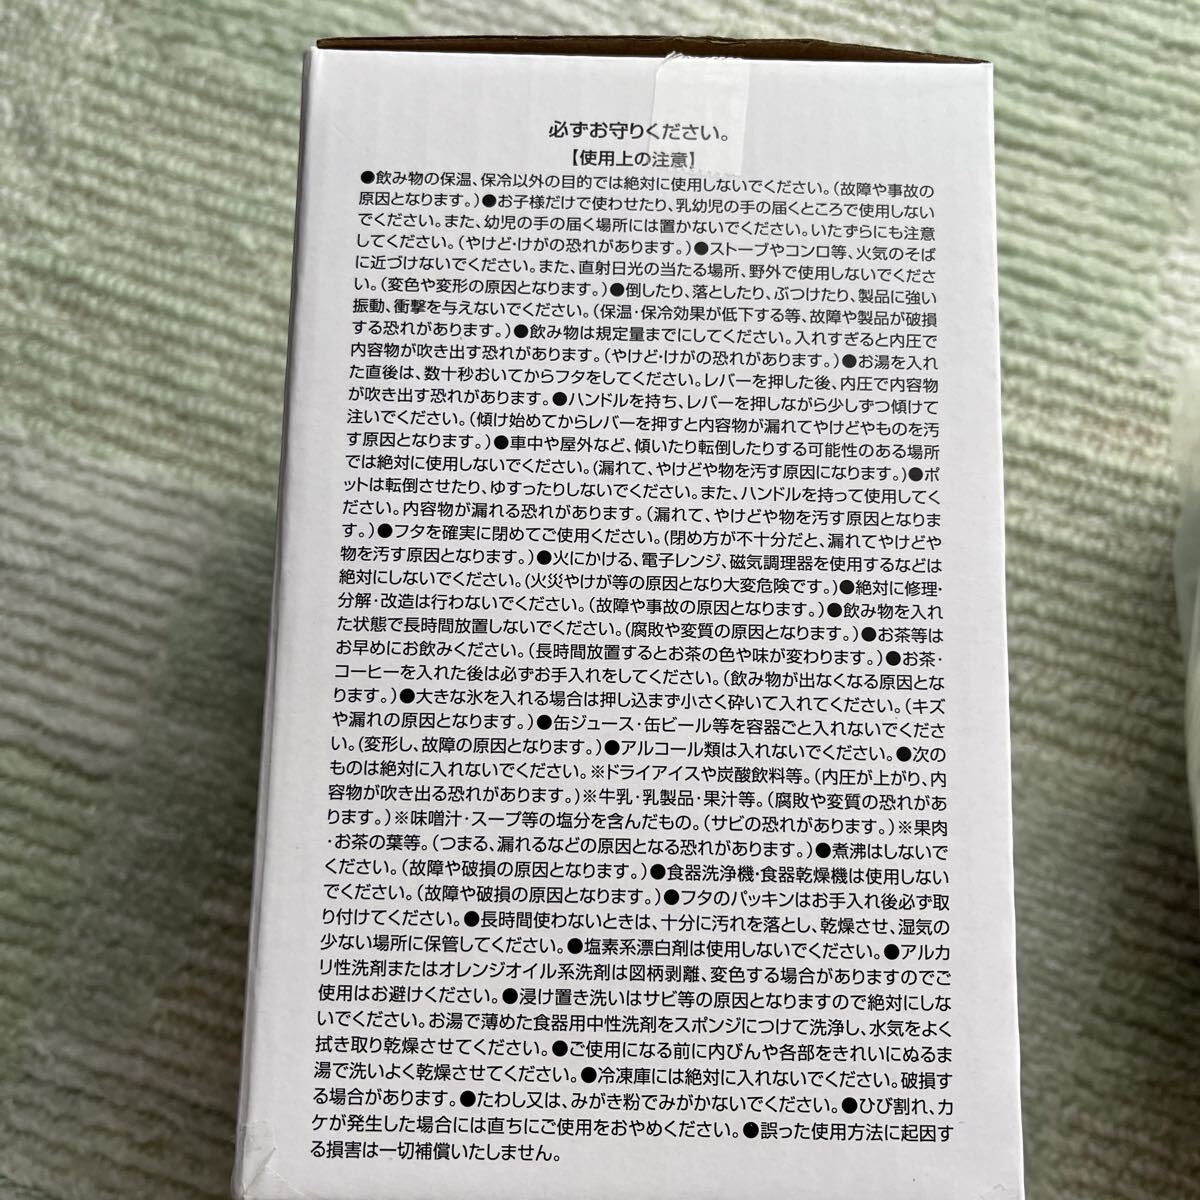 必ずお守りください。
【使用上の注意】
●飲み物の保温、保冷以外の目的では絶対に使用しないでください。(故障や事故の
原因となります。)●お子様だけで使わせたり、乳幼児の手の届くところで使用しない
でください。また、幼児の手の届く場所には置かないでください。いたずらにも注意
してください。(やけど・けがの恐れがあります。)●ストーブやコンロ等、火気のそば
に近づけないでください。また、直射日光の当たる場所、野外で使用しないでくださ
い。(変色や変形の原因となります。)●倒したり、落としたり、ぶつけたり、製品に強い
振動、衝撃を与えないでください。(保温・保冷効果が低下する等、故障や製品が破損
する恐れがあります。)●飲み物は規定量までにしてください。入れすぎると内圧で
内容物が吹き出す恐れがあります。(やけど・けがの恐れがあります。)●お湯を入れ
た直後は、数十秒おいてからフタをしてください。レバーを押した後、内圧で内容物
が吹き出す恐れがあります。●ハンドルを持ち、レバーを押しながら少しずつ傾けて
注いでください。(傾け始めてからレバーを押すと内容物が漏れてやけどやものを汚
す原因となります。)●車中や屋外など、傾いたり転倒したりする可能性のある場所
では絶対に使用しないでください。(漏れて、やけどや物を汚す原因になります。)●ポ
ットは転倒させたり、ゆすったりしないでください。また、ハンドルを持って使用してく
ださい。内容物が漏れる恐れがあります。(漏れて、やけどや物を汚す原因となりま
す。)●フタを確実に閉めてご使用ください。(閉め方が不十分だと、漏れてやけどや
物を汚す原因となります。)●火にかける、電子レンジ、磁気調理器を使用するなどは
絶対にしないでください。(火災やけが等の原因となり大変危険です。)●絶対に修理・
分解・改造は行わないでください。(故障や事故の原因となります。)●飲み物を入れ
た状態で長時間放置しないでください。(腐敗や変質の原因となります。)●お茶等は
お早めにお飲みください。(長時間放置するとお茶の色や味が変わります。)●お茶・
コーヒーを入れた後は必ずお手入れをしてください。(飲み物が出なくなる原因とな
ります。)●大きな氷を入れる場合は押し込まず小さく砕いて入れてください。(キズ
や漏れの原因となります。)●缶ジュース・缶ビール等を容器ごと入れないでくださ
い。(変形し、故障の原因となります。)●アルコール類は入れないでください。●次の
ものは絶対に入れないでください。※ドライアイスや炭酸飲料等。(内圧が上がり、内
容物が吹き出る恐れがあります。)※牛乳・乳製品・果汁等。(腐敗や変質の恐れがあ
ります。)※味噌汁・スープ等の塩分を含んだもの。(サビの恐れがあります。)※果肉
・お茶の葉等。(つまる、漏れるなどの原因となる恐れがあります。)●煮沸はしないで
ください。(故障や破損の原因となります。)●食器洗浄機・食器乾燥機は使用しない
でください。(故障や破損の原因となります。)●フタのパッキンはお手入れ後必ず取
り付けてください。●長時間使わないときは、十分に汚れを落とし、乾燥させ、湿気の
少ない場所に保管してください。●塩素系漂白剤は使用しないでください。●アルカ
リ性洗剤またはオレンジオイル系洗剤は図柄剥離、変色する場合がありますのでご
使用はお避けください。●浸け置き洗いはサビ等の原因となりますので絶対にしな
いでください。お湯で薄めた食器用中性洗剤をスポンジにつけて洗浄し、水気をよく
拭き取り乾燥させてください。●ご使用になる前に内びんや各部をきれいにぬるま
湯で洗いよく乾燥させてください。●冷凍庫には絶対に入れないでください。破損す
る場合があります。●たわし又は、みがき粉でみがかないでください。●ひび割れ、カ
ケが発生した場合には直ちにご使用をおやめください。●誤った使用方法に起因す
る損害は一切補償いたしません。